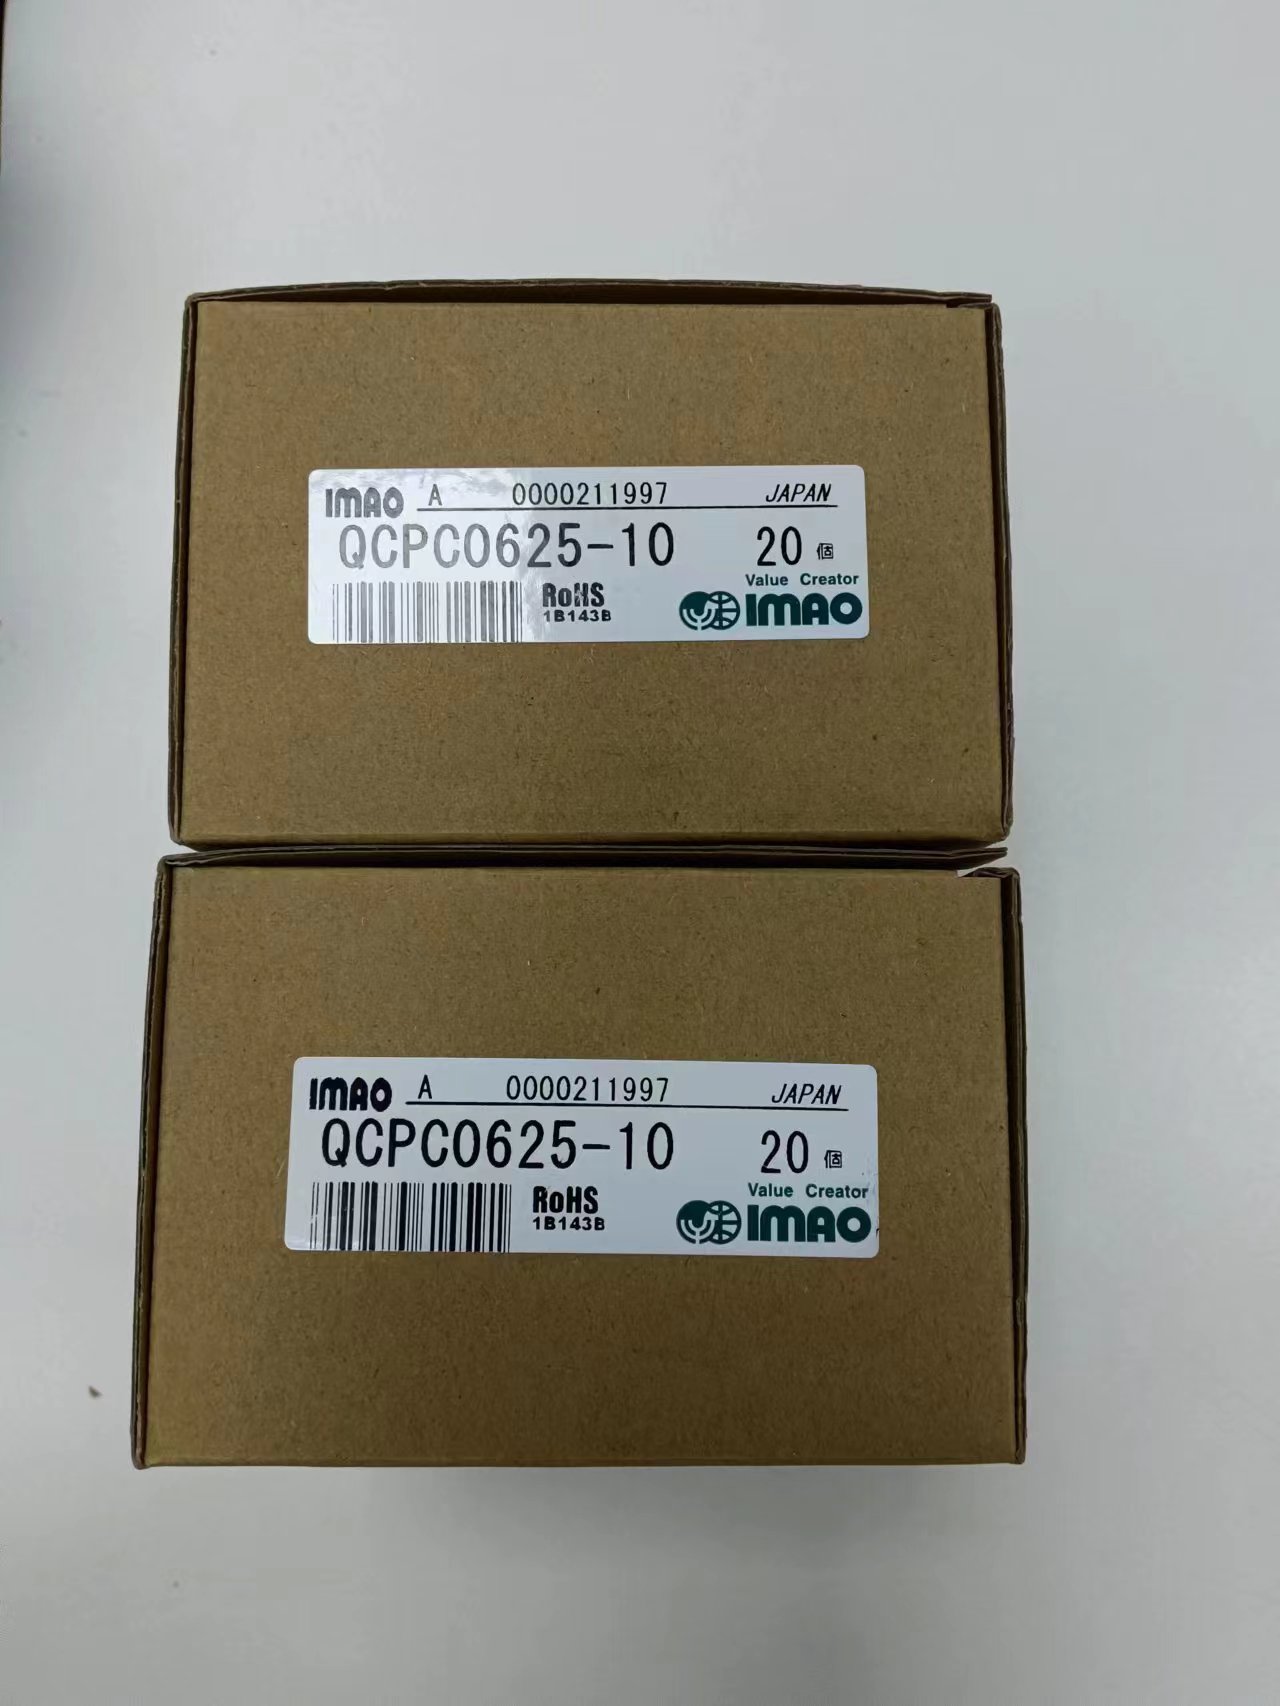 IMAO A 0000211997 JAPAN
QCPC0625-10 20 個
RoHS
1B143B
Value Creator
IMAO
IMAO A 0000211997 JAPAN
QCPC0625-10 20 個
RoHS
1B143B
Value Creator
IMAO